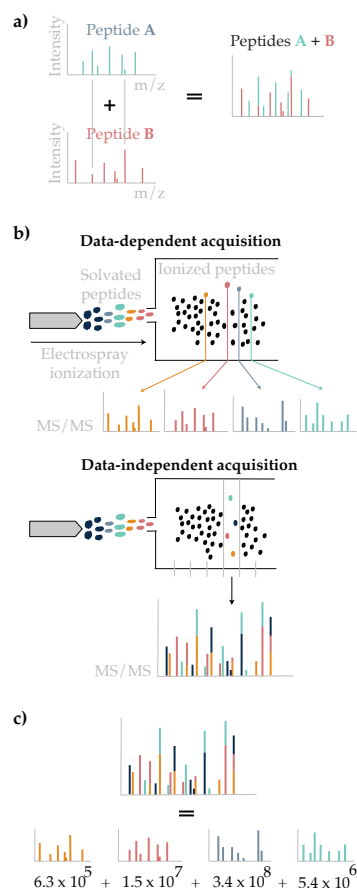 a)
Peptide A
Intensity
m/z
+
Peptide B
Intensity
m/z
=
Peptides A + B
b)
Data-dependent acquisition
Solvated
peptides
Ionized peptides
Electrospray
ionization
MS/MS
Data-independent acquisition
MS/MS
c)
=
6.3 x 10^5 + 1.5 x 10^7 + 3.4 x 10^8 + 5.4 x 10^6